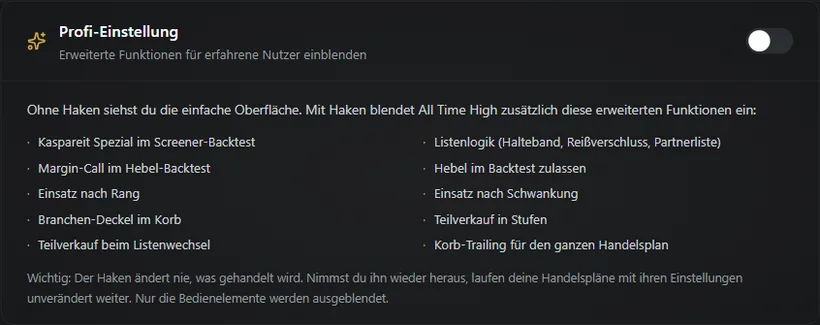 Profi-Einstellung
Erweiterte Funktionen für erfahrene Nutzer einblenden
Ohne Haken siehst du die einfache Oberfläche. Mit Haken blendet All Time High zusätzlich diese erweiterten Funktionen ein:
· Kaspareit Spezial im Screener-Backtest
· Listenlogik (Halteband, Reißverschluss, Partnerliste)
· Margin-Call im Hebel-Backtest
· Hebel im Backtest zulassen
· Einsatz nach Rang
· Einsatz nach Schwankung
· Branchen-Deckel im Korb
· Teilverkauf in Stufen
· Teilverkauf beim Listenwechsel
· Korb-Trailing für den ganzen Handelsplan
Wichtig: Der Haken ändert nie, was gehandelt wird. Nimmst du ihn wieder heraus, laufen deine Handelspläne mit ihren Einstellungen
unverändert weiter. Nur die Bedienelemente werden ausgeblendet.